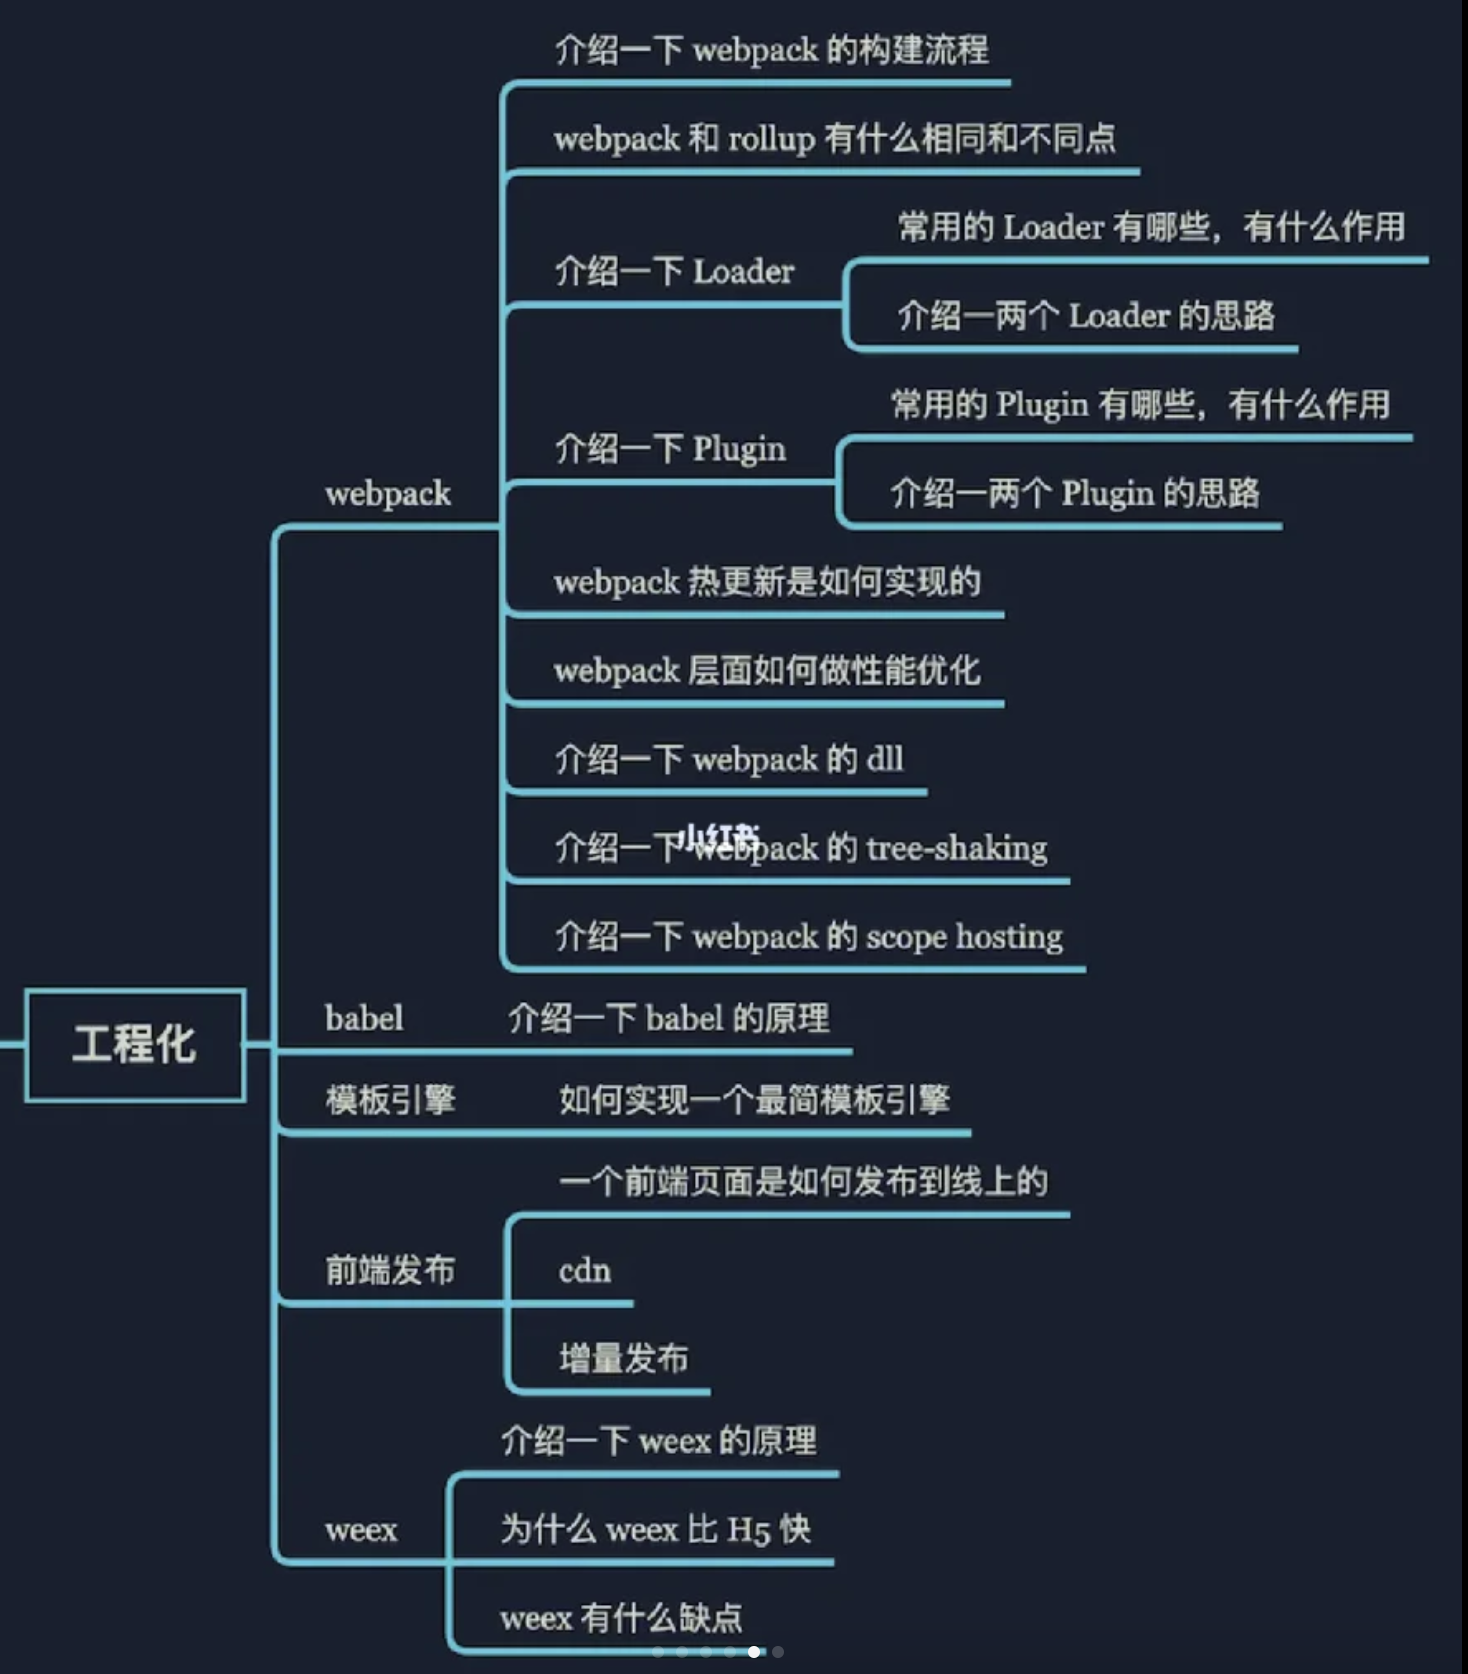 介绍一下 webpack 的构建流程
webpack 和 rollup 有什么相同和不同点
常用的 Loader 有哪些，有什么作用
介绍一下 Loader
介绍一两个 Loader 的思路
常用的 Plugin 有哪些，有什么作用
介绍一下 Plugin
介绍一两个 Plugin 的思路
webpack
webpack 热更新是如何实现的
webpack 层面如何做性能优化
介绍一下 webpack 的 dll
小红书
介绍一下 webpack 的 tree-shaking
介绍一下 webpack 的 scope hosting
工程化
babel 介绍一下 babel 的原理
模板引擎 如何实现一个最简模板引擎
一个前端页面是如何发布到线上的
前端发布 cdn
增量发布
介绍一下 weex 的原理
weex 为什么 weex 比 H5 快
weex 有什么缺点